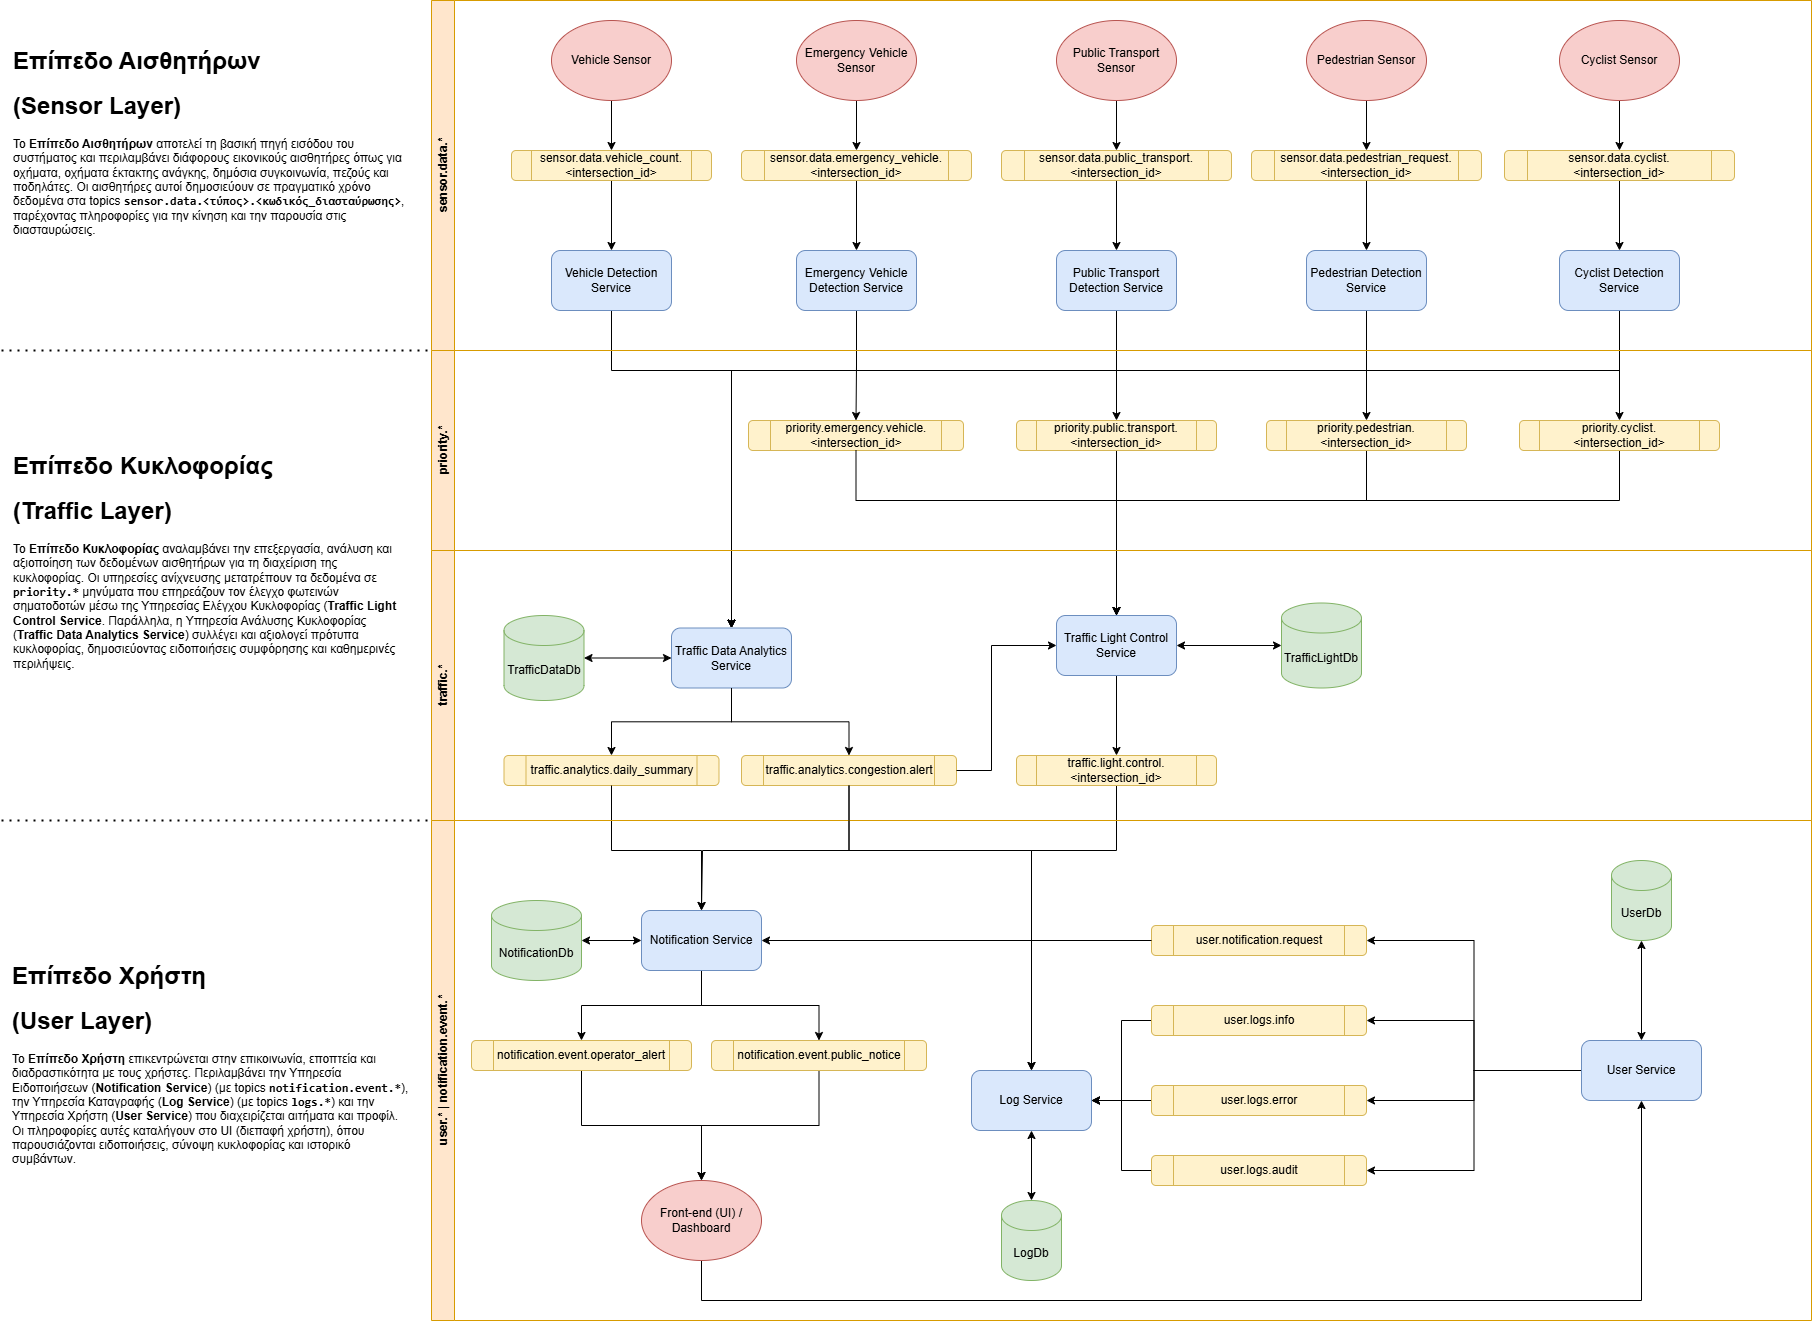 Επίπεδο Αισθητήρων
(Sensor Layer)
Το Επίπεδο Αισθητήρων αποτελεί τη βασική πηγή εισόδου του
συστήματος και περιλαμβάνει διάφορους εικονικούς αισθητήρες όπως για
οχήματα, οχήματα έκτακτης ανάγκης, δημόσια συγκοινωνία, πεζούς και
ποδηλάτες. Οι αισθητήρες αυτοί δημοσιεύουν σε πραγματικό χρόνο
δεδομένα στα topics sensor.data.<τύπος>.<κωδικός_διασταύρωσης>,
παρέχοντας πληροφορίες για την κίνηση και την παρουσία στις
διασταυρώσεις.
sensor.data.*
Vehicle Sensor
Emergency Vehicle
Sensor
Public Transport
Sensor
Pedestrian Sensor
Cyclist Sensor
sensor.data.vehicle_count.
<intersection_id>
sensor.data.emergency_vehicle.
<intersection_id>
sensor.data.public_transport.
<intersection_id>
sensor.data.pedestrian_request.
<intersection_id>
sensor.data.cyclist.
<intersection_id>
Vehicle Detection
Service
Emergency Vehicle
Detection Service
Public Transport
Detection Service
Pedestrian Detection
Service
Cyclist Detection
Service
Επίπεδο Κυκλοφορίας
(Traffic Layer)
Το Επίπεδο Κυκλοφορίας αναλαμβάνει την επεξεργασία, ανάλυση και
αξιοποίηση των δεδομένων αισθητήρων για τη διαχείριση της
κυκλοφορίας. Οι υπηρεσίες ανίχνευσης μετατρέπουν τα δεδομένα σε
priority.* μηνύματα που επηρεάζουν τον έλεγχο φωτεινών
σηματοδοτών μέσω της Υπηρεσίας Ελέγχου Κυκλοφορίας (Traffic Light
Control Service. Παράλληλα, η Υπηρεσία Ανάλυσης Κυκλοφορίας
(Traffic Data Analytics Service) συλλέγει και αξιολογεί πρότυπα
κυκλοφορίας, δημοσιεύοντας ειδοποιήσεις συμφόρησης και καθημερινές
περιλήψεις.
priority.*
priority.emergency.vehicle.
<intersection_id>
priority.public.transport.
<intersection_id>
priority.pedestrian.
<intersection_id>
priority.cyclist.
<intersection_id>
traffic.*
TrafficDataDb
Traffic Data Analytics
Service
Traffic Light Control
Service
TrafficLightDb
traffic.analytics.daily_summary
traffic.analytics.congestion.alert
traffic.light.control.
<intersection_id>
Επίπεδο Χρήστη
(User Layer)
Το Επίπεδο Χρήστη επικεντρώνεται στην επικοινωνία, εποπτεία και
διαδραστικότητα με τους χρήστες. Περιλαμβάνει την Υπηρεσία
Ειδοποιήσεων (Notification Service) (με topics notification.event.*),
την Υπηρεσία Καταγραφής (Log Service) (με topics logs.*) και την
Υπηρεσία Χρήστη (User Service) που διαχειρίζεται αιτήματα και προφίλ.
Οι πληροφορίες αυτές καταλήγουν στο UI (διεπαφή χρήστη), όπου
παρουσιάζονται ειδοποιήσεις, σύνοψη κυκλοφορίας και ιστορικό
συμβάντων.
user.* | notification.event.*
NotificationDb
Notification Service
user.notification.request
UserDb
notification.event.operator_alert
notification.event.public_notice
user.logs.info
Log Service
user.logs.error
User Service
user.logs.audit
Front-end (UI) /
Dashboard
LogDb